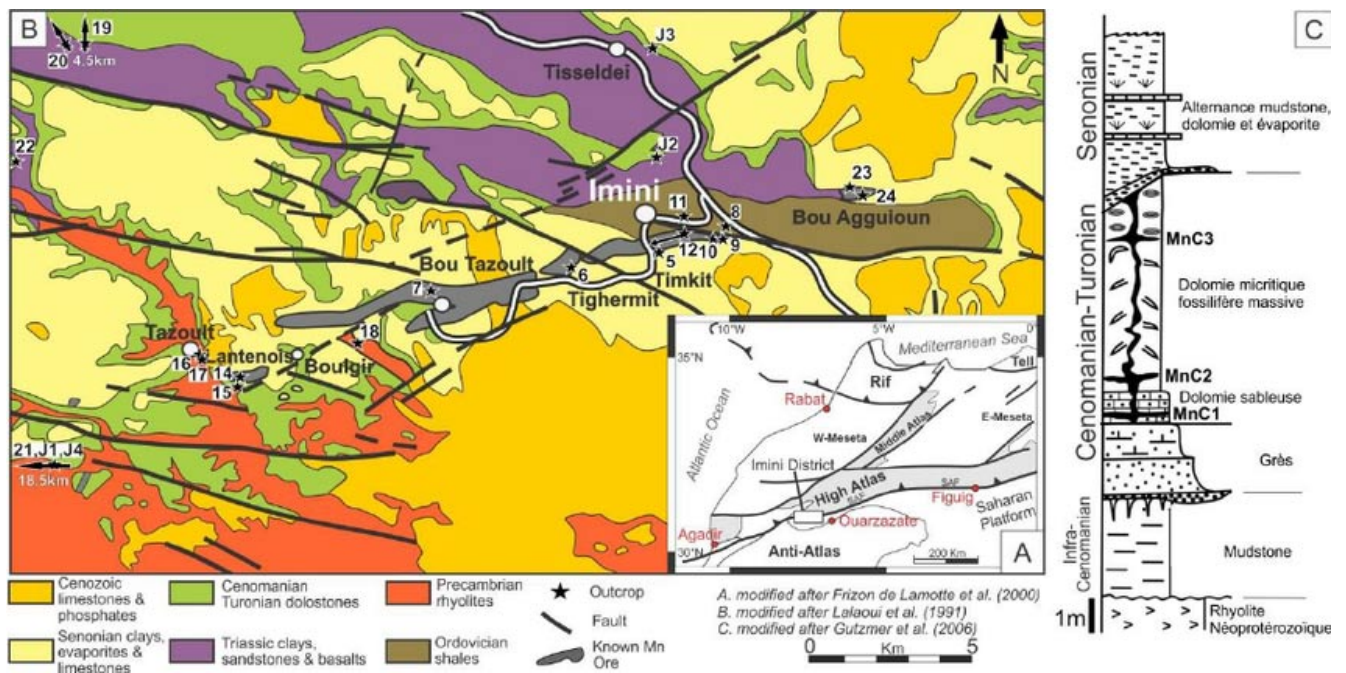 B
19
20
4.5km
J3
N
Tisseldei
22
J2
23
24
Imini
11
8
Bou Agguioun
12
10
9
5
Timkit
Bou Tazoult
6
Tighermit
7
18
Tazoult
Lantenois
16
17
14
15
Boulgir
21,J1,J4
18.5km
10°W
5°W
0°
35°N
Mediterranean Sea
Tell
Rif
Rabat
Atlantic Ocean
W-Meseta
Middle Atlas
E-Meseta
Imini District
High Atlas
SAF
SAF
Figuig
Saharan
Platform
Agadir
Ouarzazate
30°N
Anti-Atlas
200 Km
A
Cenozoic
limestones &
phosphates
Cenomanian
Turonian dolostones
Precambrian
rhyolites
Outcrop
Fault
Senonian clays,
evaporites &
limestones
Triassic clays,
sandstones & basalts
Ordovician
shales
Known Mn
Ore
A. modified after Frizon de Lamotte et al. (2000)
B. modified after Lalaoui et al. (1991)
C. modified after Gutzmer et al. (2006)
0 Km 5
C
Senonian
Alternance mudstone,
dolomie et évaporite
Cenomanian-Turonian
MnC3
Dolomie micritique
fossilifère massive
MnC2
Dolomie sableuse
MnC1
Grès
Infra-
Cenomanian
Mudstone
1m
Rhyolite
Néoprotérozoïque